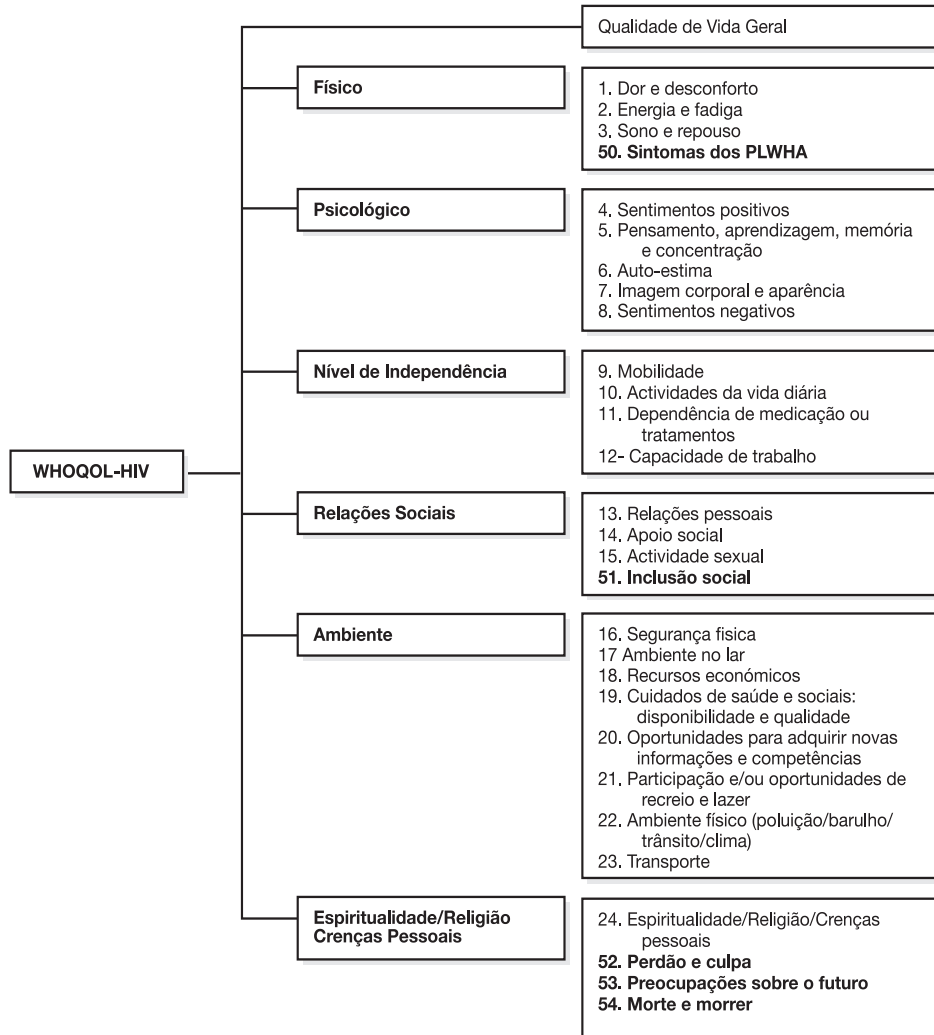 Qualidade de Vida Geral
Físico
1. Dor e desconforto
2. Energia e fadiga
3. Sono e repouso
50. Sintomas dos PLWHA
Psicológico
4. Sentimentos positivos
5. Pensamento, aprendizagem, memória
e concentração
6. Auto-estima
7. Imagem corporal e aparência
8. Sentimentos negativos
Nível de Independência
9. Mobilidade
10. Actividades da vida diária
11. Dependência de medicação ou
tratamentos
12- Capacidade de trabalho
WHOQOL-HIV
Relações Sociais
13. Relações pessoais
14. Apoio social
15. Actividade sexual
51. Inclusão social
Ambiente
16. Segurança fisica
17 Ambiente no lar
18. Recursos económicos
19. Cuidados de saúde e sociais:
disponibilidade e qualidade
20. Oportunidades para adquirir novas
informações e competências
21. Participação e/ou oportunidades de
recreio e lazer
22. Ambiente físico (poluição/barulho/
trânsito/clima)
23. Transporte
Espiritualidade/Religião
Crenças Pessoais
24. Espiritualidade/Religião/Crenças
pessoais
52. Perdão e culpa
53. Preocupações sobre o futuro
54. Morte e morrer